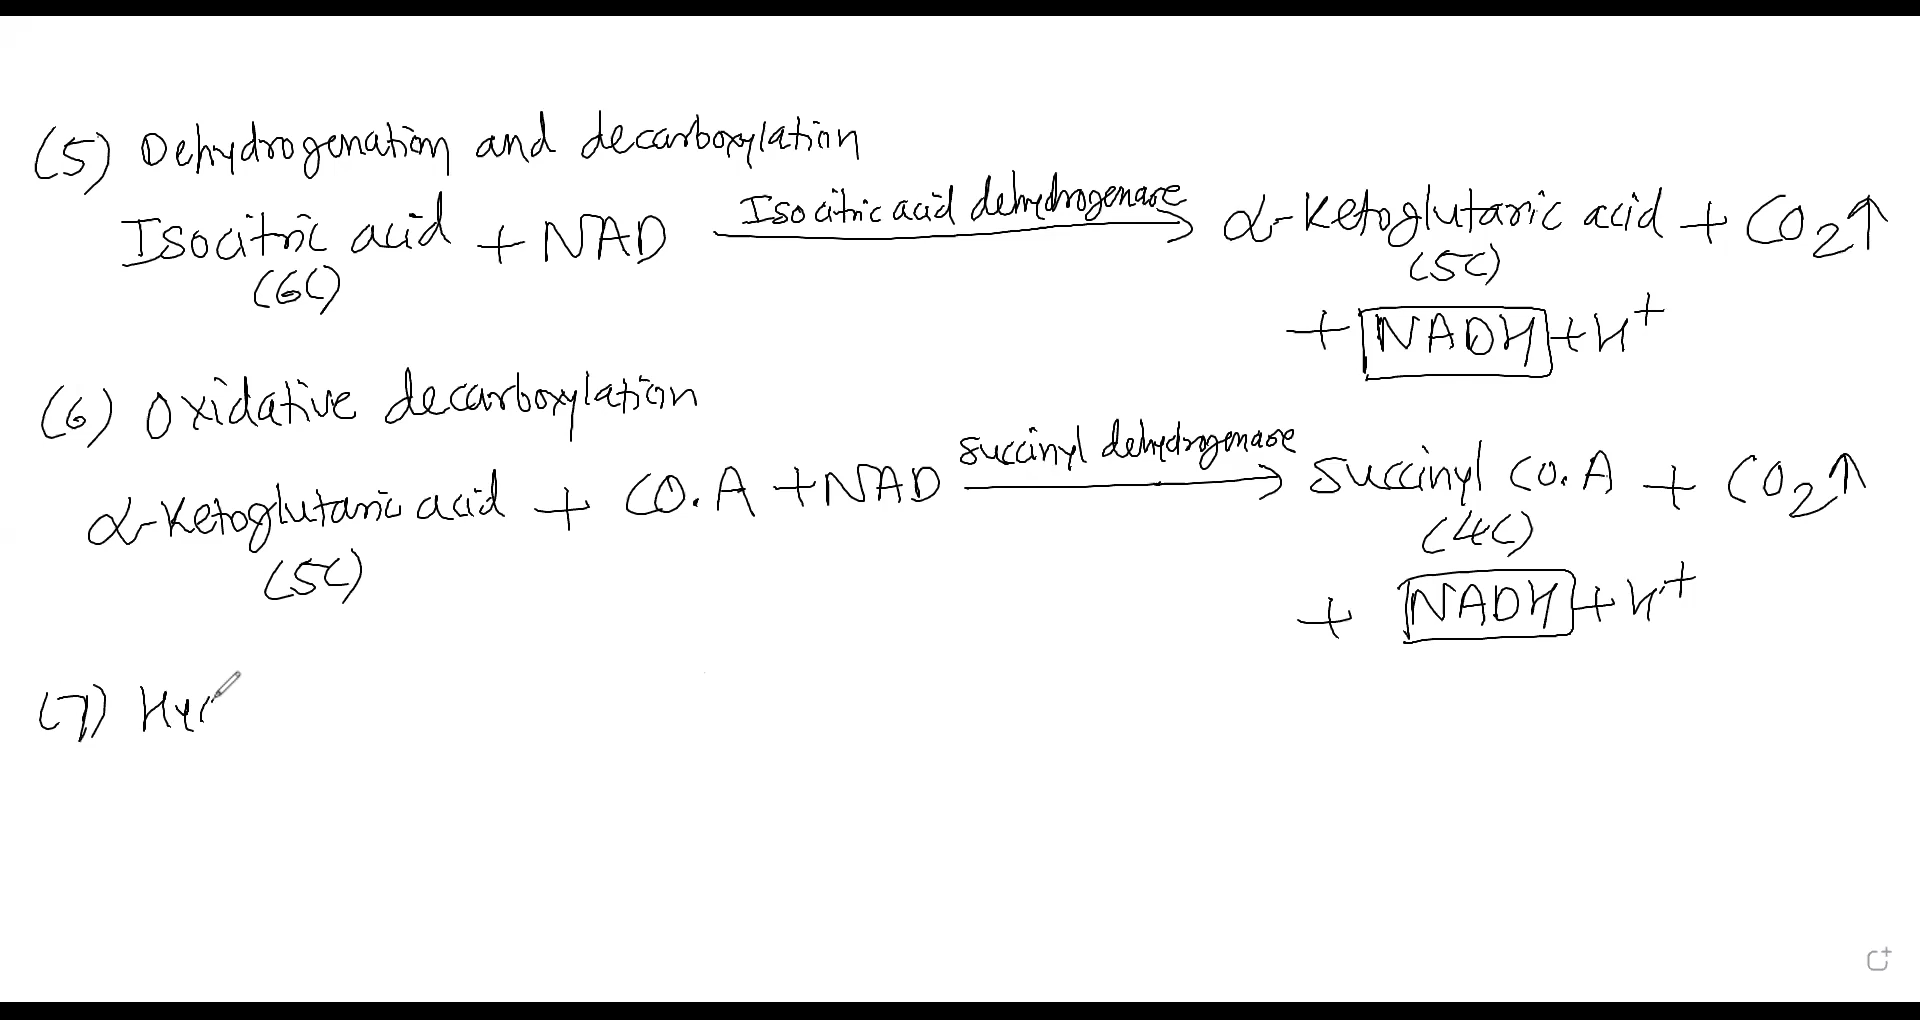 (5) Dehydrogenation and decarboxylation
Isocitric acid + NAD Isocitric acid dehydrogenase → α-Ketoglutaric acid + CO2↑
(6C) (5C)
+ NADH + H+
(6) Oxidative decarboxylation
α-Ketoglutaric acid + CO.A + NAD succinyl dehydrogenase → succinyl CO.A + CO2↑
(5C) (4C)
+ NADH + H+
(7) Hy